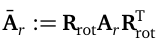 Ā_r := R_rot A_r R_rot^T